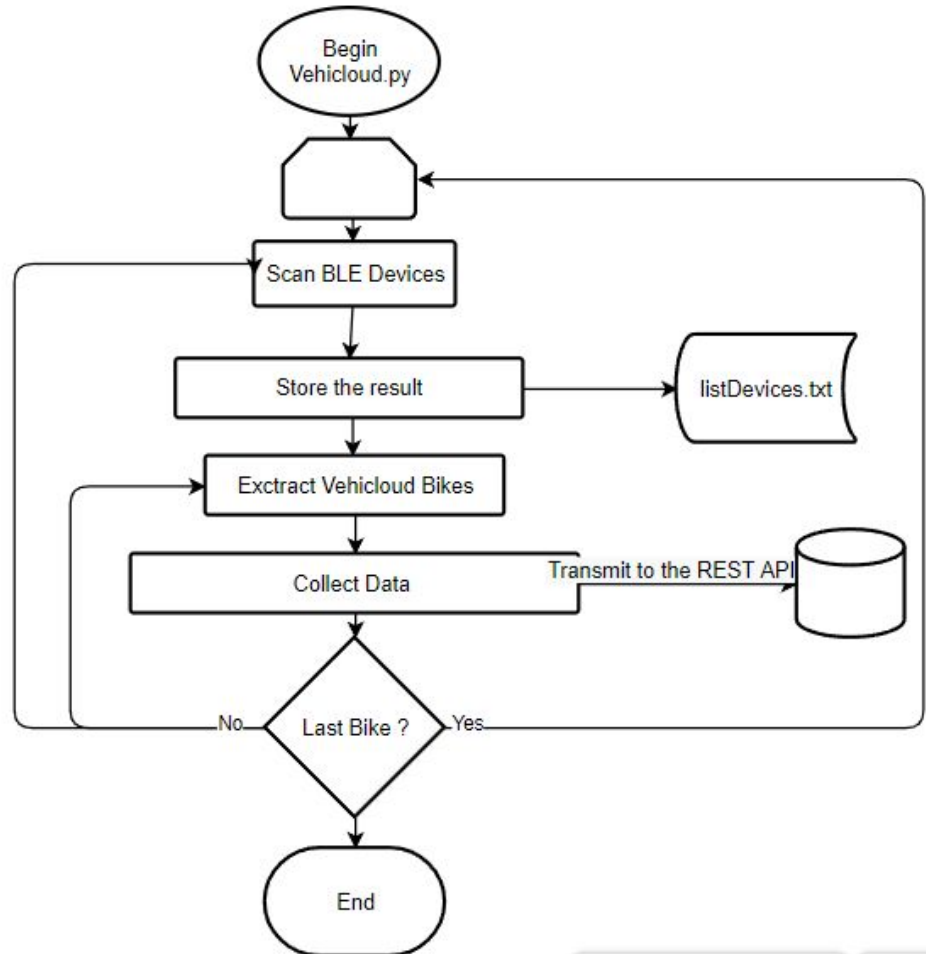 Begin
Vehicloud.py
Scan BLE Devices
Store the result
listDevices.txt
Exctract Vehicloud Bikes
Collect Data
Transmit to the REST API
No
Last Bike ?
Yes
End